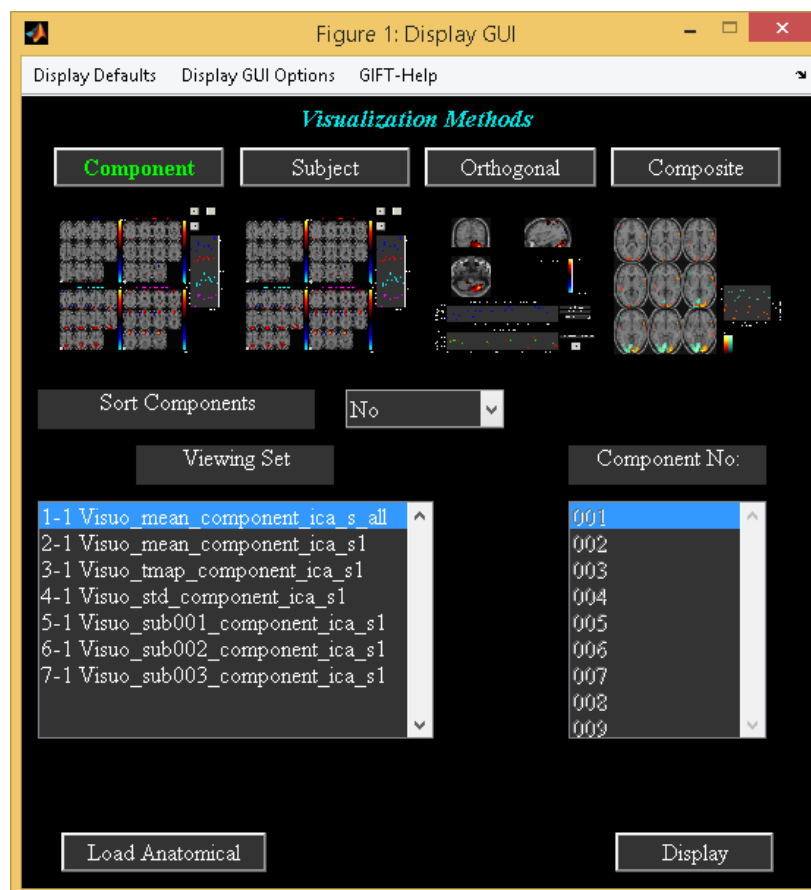 Figure 1: Display GUI
Display Defaults Display GUI Options GIFT-Help
Visualization Methods
Component Subject Orthogonal Composite
Sort Components No
Viewing Set Component No:
1-1 Visuo_mean_component_ica_s_all
2-1 Visuo_mean_component_ica_s1
3-1 Visuo_tmap_component_ica_s1
4-1 Visuo_std_component_ica_s1
5-1 Visuo_sub001_component_ica_s1
6-1 Visuo_sub002_component_ica_s1
7-1 Visuo_sub003_component_ica_s1
001
002
003
004
005
006
007
008
009
Load Anatomical Display